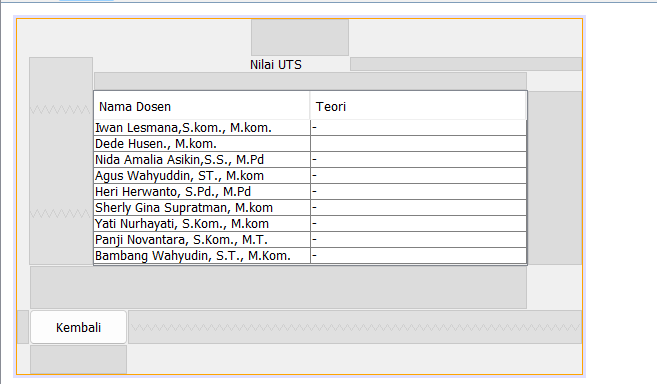 Nilai UTS
Nama Dosen Teori
Iwan Lesmana,S.kom., M.kom. -
Dede Husen., M.kom.
Nida Amalia Asikin,S.S., M.Pd -
Agus Wahyuddin, ST., M.kom -
Heri Herwanto, S.Pd., M.Pd -
Sherly Gina Supratman, M.kom -
Yati Nurhayati, S.Kom., M.kom -
Panji Novantara, S.Kom., M.T. -
Bambang Wahyudin, S.T., M.Kom. -
Kembali